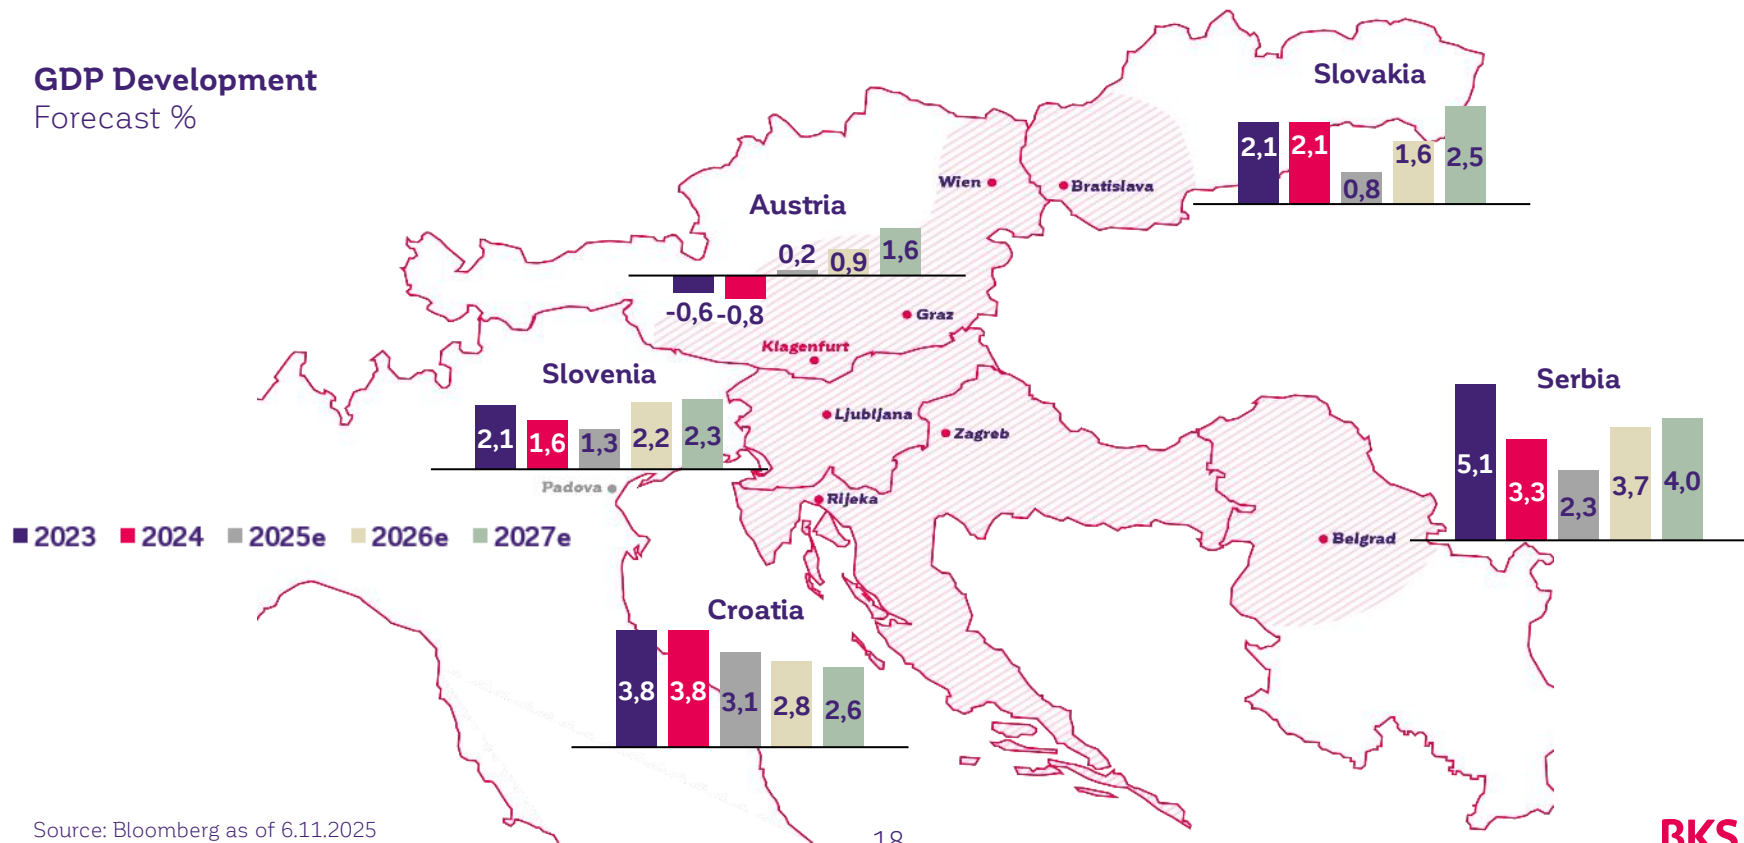 GDP Development
Forecast %
Slovakia
2,1
2,1
0,8
1,6
2,5
Wien
Bratislava
Austria
-0,6
-0,8
0,2
0,9
1,6
Graz
Klagenfurt
Slovenia
2,1
1,6
1,3
2,2
2,3
Ljubljana
Zagreb
Serbia
5,1
3,3
2,3
3,7
4,0
Padova
Rijeka
Belgrad
2023 2024 2025e 2026e 2027e
Croatia
3,8
3,8
3,1
2,8
2,6
Source: Bloomberg as of 6.11.2025
18
BKS